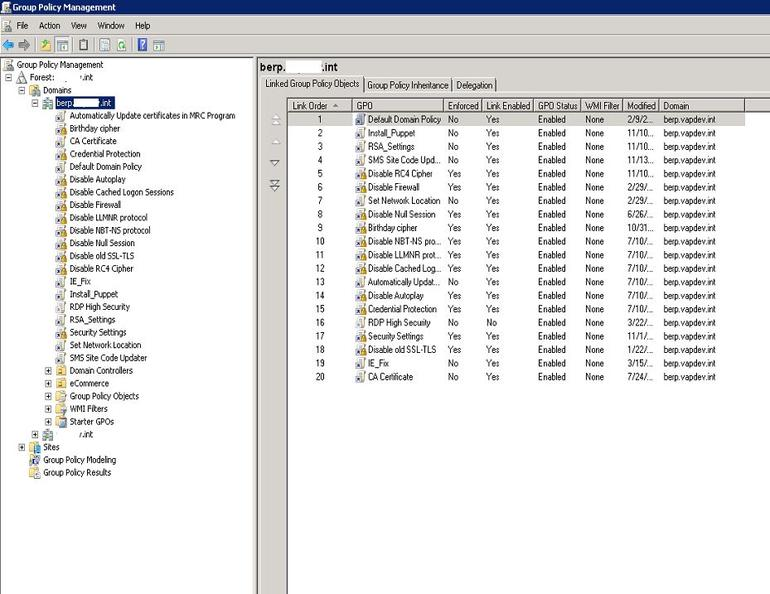 Group Policy Management
File Action View Window Help
Group Policy Management
Forest: .int
Domains
berp. .int
Automatically Update certificates in MRC Program
Birthday cipher
CA Certificate
Credential Protection
Default Domain Policy
Disable Autoplay
Disable Cached Logon Sessions
Disable Firewall
Disable LLMNR protocol
Disable NBT-NS protocol
Disable Null Session
Disable old SSL-TLS
Disable RC4 Cipher
IE_Fix
Install_Puppet
RDP High Security
RSA_Settings
Security Settings
Set Network Location
SMS Site Code Updater
Domain Controllers
eCommerce
Group Policy Objects
WMI Filters
Starter GPOs
.int
Sites
Group Policy Modeling
Group Policy Results
berp. .int
Linked Group Policy Objects Group Policy Inheritance Delegation
Link Order GPO Enforced Link Enabled GPO Status WMI Filter Modified Domain
1 Default Domain Policy No Yes Enabled None 2/9/2... berp.vapdev.int
2 Install_Puppet No Yes Enabled None 11/10... berp.vapdev.int
3 RSA_Settings No Yes Enabled None 11/10... berp.vapdev.int
4 SMS Site Code Upd... No Yes Enabled None 11/13... berp.vapdev.int
5 Disable RC4 Cipher Yes Yes Enabled None 11/10... berp.vapdev.int
6 Disable Firewall Yes Yes Enabled None 2/29/... berp.vapdev.int
7 Set Network Location No Yes Enabled None 2/29/... berp.vapdev.int
8 Disable Null Session Yes Yes Enabled None 6/26/... berp.vapdev.int
9 Birthday cipher Yes Yes Enabled None 10/31... berp.vapdev.int
10 Disable NBT-NS pro... Yes Yes Enabled None 7/10/... berp.vapdev.int
11 Disable LLMNR prot... Yes Yes Enabled None 7/10/... berp.vapdev.int
12 Disable Cached Log... Yes Yes Enabled None 7/10/... berp.vapdev.int
13 Automatically Updat... No Yes Enabled None 7/10/... berp.vapdev.int
14 Disable Autoplay Yes Yes Enabled None 7/10/... berp.vapdev.int
15 Credential Protection Yes Yes Enabled None 7/10/... berp.vapdev.int
16 RDP High Security No No Enabled None 3/22/... berp.vapdev.int
17 Security Settings Yes Yes Enabled None 11/1/... berp.vapdev.int
18 Disable old SSL-TLS Yes Yes Enabled None 1/22/... berp.vapdev.int
19 IE_Fix No Yes Enabled None 3/15/... berp.vapdev.int
20 CA Certificate No Yes Enabled None 7/24/... berp.vapdev.int